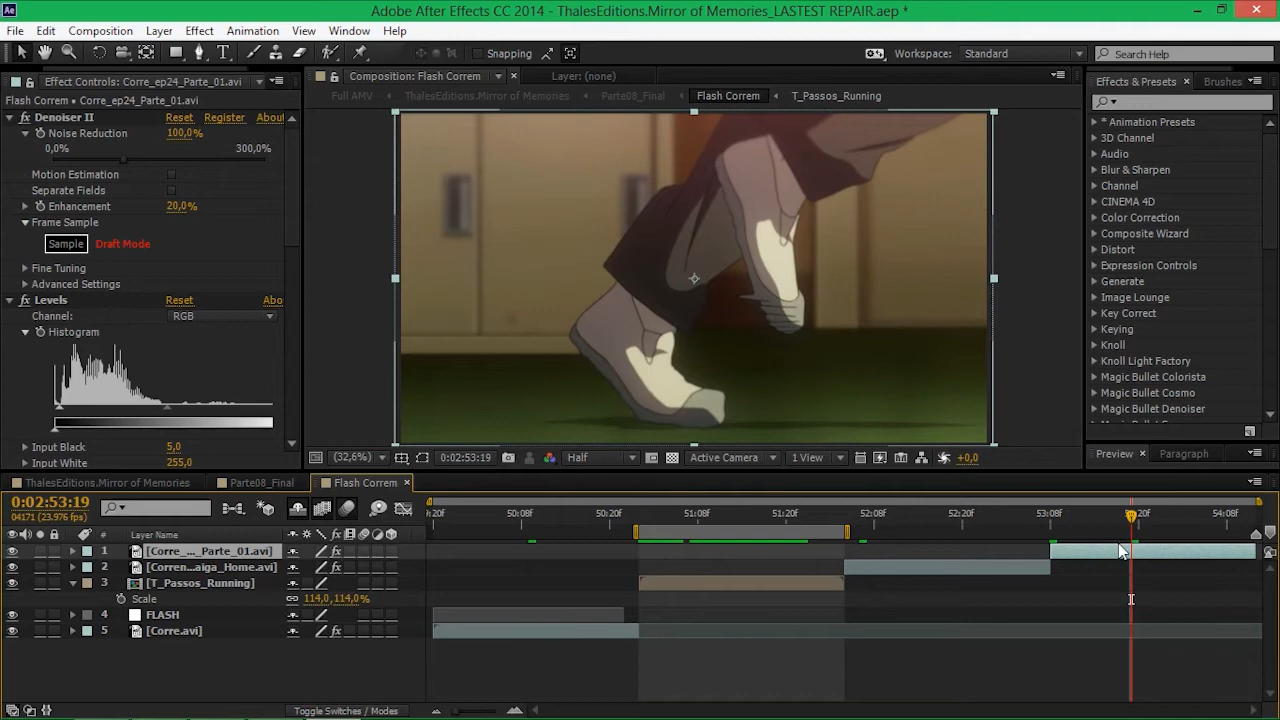 Ae
Adobe After Effects CC 2014 - ThalesEditions.Mirror of Memories_LASTEST REPAIR.aep *
File Edit Composition Layer Effect Animation View Window Help
Snapping
Workspace: Standard
Search Help
Effect Controls: Corre_ep24_Parte_01.avi
Composition: Flash Correm
Layer: (none)
Effects & Presets
Brushes
Flash Correm • Corre_ep24_Parte_01.avi
Full AMV
ThalesEditions.Mirror of Memories
Parte08_Final
Flash Correm
T_Passos_Running
fx Denoiser II Reset Register About
Noise Reduction 100,0%
0,0% 300,0%
Motion Estimation
Separate Fields
Enhancement 20,0%
Frame Sample
Sample Draft Mode
Fine Tuning
Advanced Settings
fx Levels Reset Abo
Channel: RGB
Histogram
Input Black 5,0
Input White 255,0
* Animation Presets
3D Channel
Audio
Blur & Sharpen
Channel
CINEMA 4D
Color Correction
Composite Wizard
Distort
Expression Controls
Generate
Image Lounge
Key Correct
Keying
Knoll
Knoll Light Factory
Magic Bullet Colorista
Magic Bullet Cosmo
Magic Bullet Denoiser
(32,6%) 0:02:53:19 Half Active Camera 1 View +0,0
Preview
Paragraph
ThalesEditions.Mirror of Memories
Parte08_Final
Flash Correm
0:02:53:19
04171 (23.976 fps)
:20f 50:08f 50:20f 51:08f 51:20f 52:08f 52:20f 53:08f :20f 54:08f
# Layer Name
1 [Corre_..._Parte_01.avi] fx
2 [Corren...aiga_Home.avi] fx
3 [T_Passos_Running]
Scale 114,0,114,0%
4 FLASH
5 [Corre.avi] fx
Toggle Switches / Modes